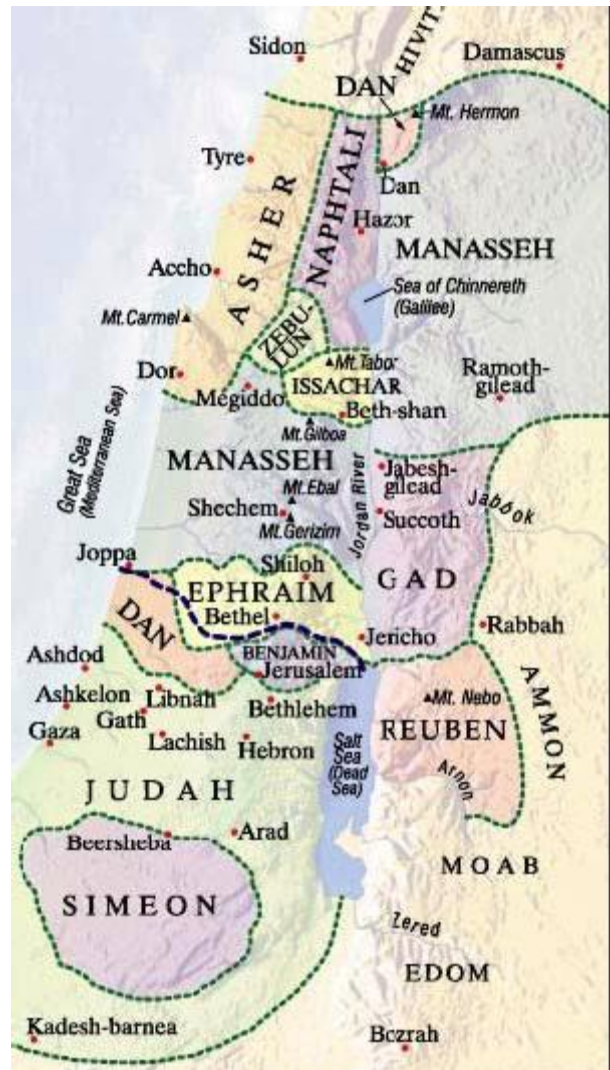 Sidon
HIVIT
Damascus
DAN
Mt. Hermon
Tyre
ASHER
NAPHTALI
Dan
Hazor
MANASSEH
Accho
Sea of Chinnereth
(Galilee)
Mt.Carmel
ZEBU-
LUN
Mt.Tabor
Dor
ISSACHAR
Ramoth-
gilead
Megiddo
Beth-shan
Mt.Gilboa
Great Sea
(Mediterranean Sea)
MANASSEH
Jordan River
Jabesh-
gilead
Mt.Ebal
Shechem
Mt.Gerizim
Succoth
Jabbok
Joppa
Shiloh
EPHRAIM
GAD
DAN
Bethel
Jericho
Rabbah
BENJAMIN
Jerusalem
Ashdod
AMMON
Ashkelon
Libnah
Gath
Bethlehem
Mt. Nebo
REUBEN
Gaza
Lachish
Hebron
Salt
Sea
(Dead
Sea)
Arnon
JUDAH
Beersheba
Arad
MOAB
SIMEON
Zered
EDOM
Kadesh-barnea
Bozrah